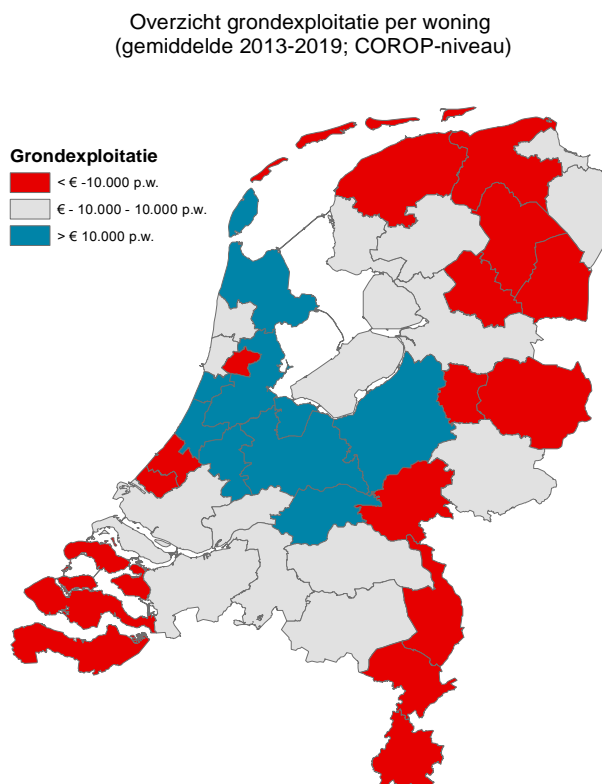 Overzicht grondexploitatie per woning
(gemiddelde 2013-2019; COROP-niveau)
Grondexploitatie
< € -10.000 p.w.
€ - 10.000 - 10.000 p.w.
> € 10.000 p.w.